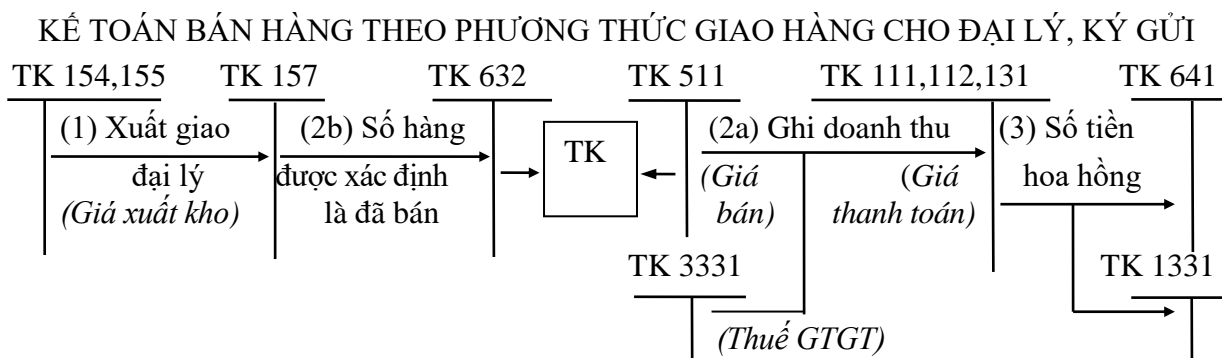 KẾ TOÁN BÁN HÀNG THEO PHƯƠNG THỨC GIAO HÀNG CHO ĐẠI LÝ, KÝ GỬI
TK 154,155 TK 157 TK 632 TK 511 TK 111,112,131 TK 641
(1) Xuất giao (2b) Số hàng (2a) Ghi doanh thu (3) Số tiền
đại lý được xác định TK (Giá (Giá hoa hồng
(Giá xuất kho) là đã bán bán) thanh toán)
TK 3331 TK 1331
(Thuế GTGT)